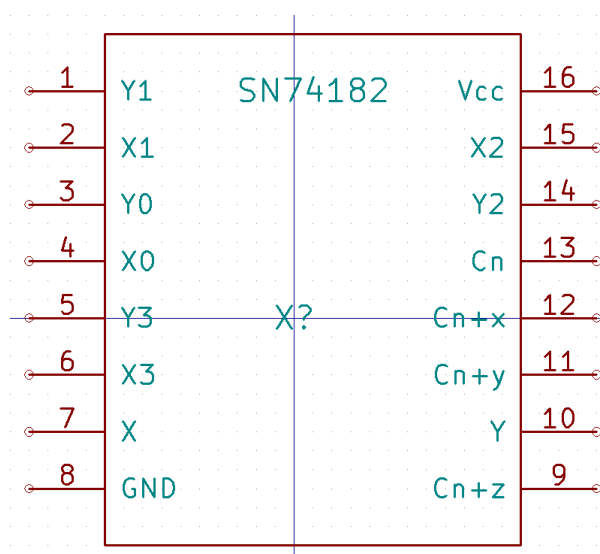 1 Y1 SN74182 Vcc 16
2 X1 X2 15
3 Y0 Y2 14
4 X0 Cn 13
5 Y3 X? Cn+x 12
6 X3 Cn+y 11
7 X Y 10
8 GND Cn+z 9